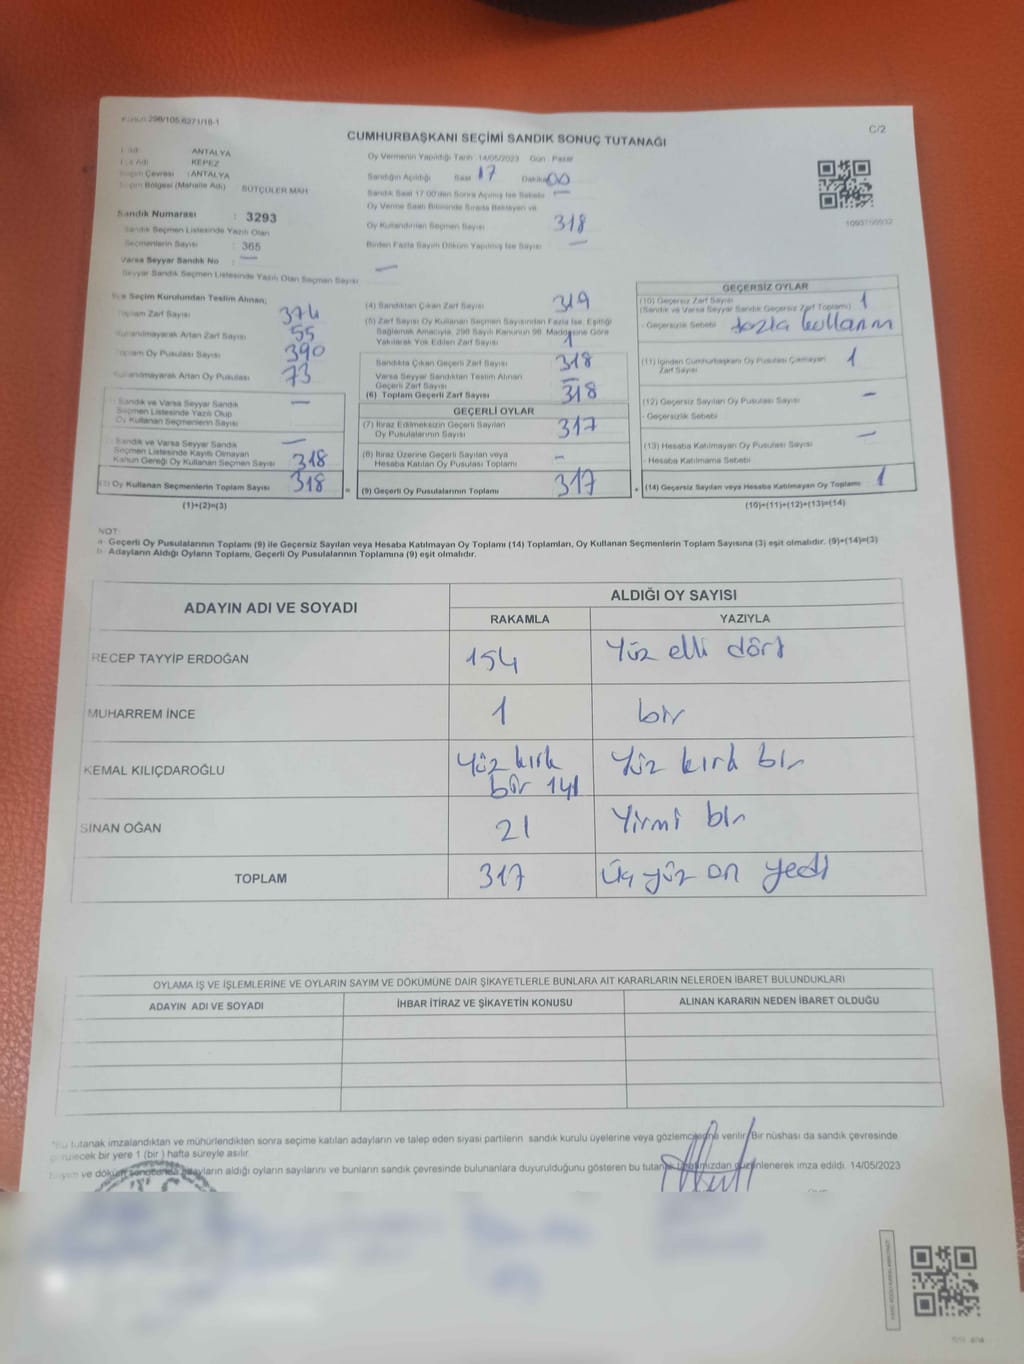 298/105.6271/18-1
C/2
CUMHURBAŞKANI SEÇİMİ SANDIK SONUÇ TUTANAĞI
ANTALYA
KEPEZ
Seçim Çevresi : ANTALYA
Seçim Bölgesi (Mahalle Adı) SÜTÇÜLER MAH
Sandık Numarası : 3293
Sandık Seçmen Listesinde Yazılı Olan
Seçmenlerin Sayısı : 365
Varsa Seyyar Sandık No : —
Seyyar Sandık Seçmen Listesinde Yazılı Olan Seçmen Sayısı —
Oy Vermenin Yapıldığı Tarih :14/05/2023 Gün : Pazar
Sandığın Açıldığı Saat 17 Dakika 00
Sandık Saat 17:00'den Sonra Açılmış İse Sebebi —
Oy Verme Saati Bitiminde Sırada Bekleyen ve
Oy Kullandırılan Seçmen Sayısı 318
Birden Fazla Sayım Döküm Yapılmış İse Sayısı —
İlçe Seçim Kurulundan Teslim Alınan;
Toplam Zarf Sayısı 374
Kullanılmayarak Artan Zarf Sayısı 55
Toplam Oy Pusulası Sayısı 390
Kullanılmayarak Artan Oy Pusulası 73
Sandık ve Varsa Seyyar Sandık
Seçmen Listesinde Yazılı Olup
Oy Kullanan Seçmenlerin Sayısı —
Sandık ve Varsa Seyyar Sandık
Seçmen Listesinde Kayıtlı Olmayan —
Kanun Gereği Oy Kullanan Seçmen Sayısı 318
(3) Oy Kullanan Seçmenlerin Toplam Sayısı 318 =
(1)+(2)=(3)
(4) Sandıktan Çıkan Zarf Sayısı 319
(5) Zarf Sayısı Oy Kullanan Seçmen Sayısından Fazla İse, Eşitliği
Sağlamak Amacıyla, 298 Sayılı Kanunun 98. Maddesine Göre
Yakılarak Yok Edilen Zarf Sayısı 1
Sandıkta Çıkan Geçerli Zarf Sayısı 318
Varsa Seyyar Sandıktan Teslim Alınan
Geçerli Zarf Sayısı —
(6) Toplam Geçerli Zarf Sayısı 318
GEÇERLİ OYLAR
(7) İtiraz Edilmeksizin Geçerli Sayılan
Oy Pusulalarının Sayısı 317
(8) İtiraz Üzerine Geçerli Sayılan veya
Hesaba Katılan Oy Pusulası Toplamı -
(9) Geçerli Oy Pusulalarının Toplamı 317 +
GEÇERSİZ OYLAR
(10) Geçersiz Zarf Sayısı
(Sandık ve Varsa Seyyar Sandık Geçersiz Zarf Toplamı) 1
- Geçersizlik Sebebi fazla kullanım
(11) İçinden Cumhurbaşkanı Oy Pusulası Çıkmayan
Zarf Sayısı 1
(12) Geçersiz Sayılan Oy Pusulası Sayısı —
- Geçersizlik Sebebi
(13) Hesaba Katılmayan Oy Pusulası Sayısı —
- Hesaba Katılmama Sebebi
(14) Geçersiz Sayılan veya Hesaba Katılmayan Oy Toplamı 1
(10)+(11)+(12)+(13)=(14)
NOT:
a- Geçerli Oy Pusulalarının Toplamı (9) ile Geçersiz Sayılan veya Hesaba Katılmayan Oy Toplamı (14) Toplamları, Oy Kullanan Seçmenlerin Toplam Sayısına (3) eşit olmalıdır. (9)+(14)=(3)
b- Adayların Aldığı Oyların Toplamı, Geçerli Oy Pusulalarının Toplamına (9) eşit olmalıdır.
ADAYIN ADI VE SOYADI
ALDIĞI OY SAYISI
RAKAMLA YAZIYLA
RECEP TAYYİP ERDOĞAN 154 Yüz elli dört
MUHARREM İNCE 1 bir
KEMAL KILIÇDAROĞLU Yüz kırk bir 141 Yüz kırk bir
SİNAN OĞAN 21 Yirmi bir
TOPLAM 317 Üç yüz on yedi
OYLAMA İŞ VE İŞLEMLERİNE VE OYLARIN SAYIM VE DÖKÜMÜNE DAİR ŞİKAYETLERLE BUNLARA AİT KARARLARIN NELERDEN İBARET BULUNDUKLARI
ADAYIN ADI VE SOYADI İHBAR İTİRAZ VE ŞİKAYETİN KONUSU ALINAN KARARIN NEDEN İBARET OLDUĞU
*Bu tutanak imzalandıktan ve mühürlendikten sonra seçime katılan adayların ve talep eden siyasi partilerin sandık kurulu üyelerine veya gözlemcisine verilir. Bir nüshası da sandık çevresinde
görülecek bir yere 1 (bir) hafta süreyle asılır.
Sayım ve döküm sonucunda adayların aldığı oyların sayılarını ve bunların sandık çevresinde bulunanlara duyurulduğunu gösteren bu tutanak tarafımızdan düzenlenerek imza edildi. 14/05/2023